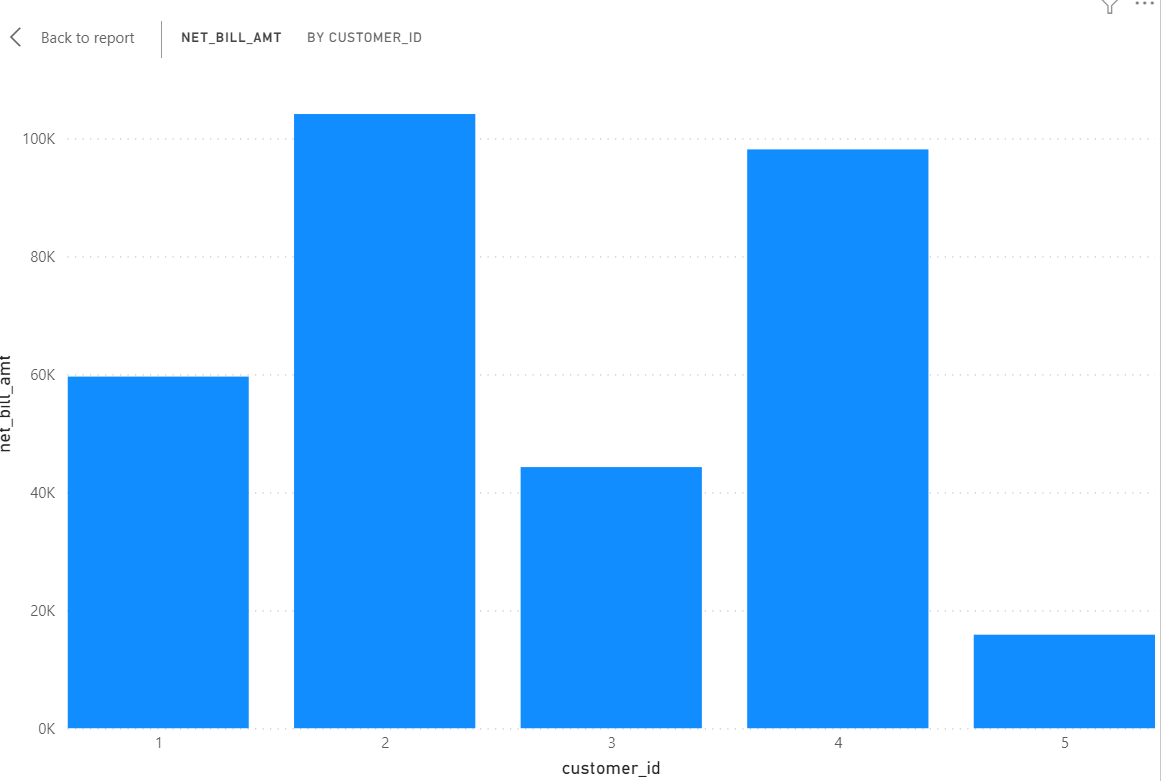 Back to report NET_BILL_AMT BY CUSTOMER_ID
100K
80K
60K
40K
20K
0K
net_bill_amt
1 2 3 4 5
customer_id